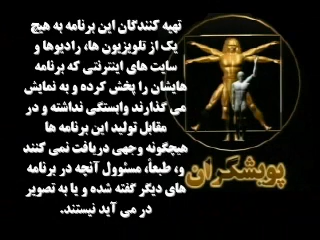 تهیه کنندگان این برنامه به هیچ
یک از تلویزیون ها، رادیوها و
سایت های اینترنتی که برنامه
هایشان را پخش کرده و به نمایش
می گذارند وابستگی نداشته و در
مقابل تولید این برنامه ها
هیچگونه وجهی دریافت نمی کنند
و، طبعاً، مسئوول آنچه در برنامه
های دیگر گفته شده و یا به تصویر
در می آید نیستند.
پویشگران